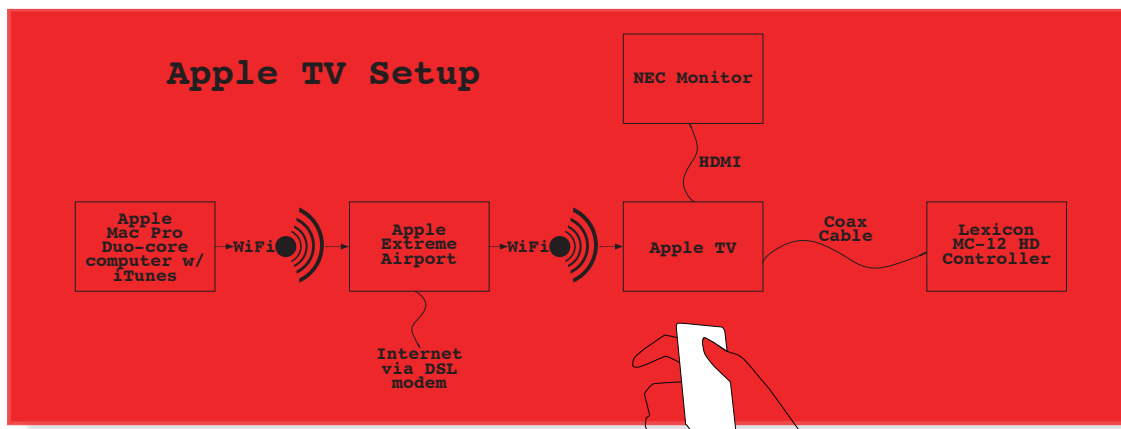 Apple TV Setup
NEC Monitor
HDMI
Apple
Mac Pro
Duo-core
computer w/
iTunes
WiFi
Apple
Extreme
Airport
WiFi
Apple TV
Coax
Cable
Lexicon
MC-12 HD
Controller
Internet
via DSL
modem